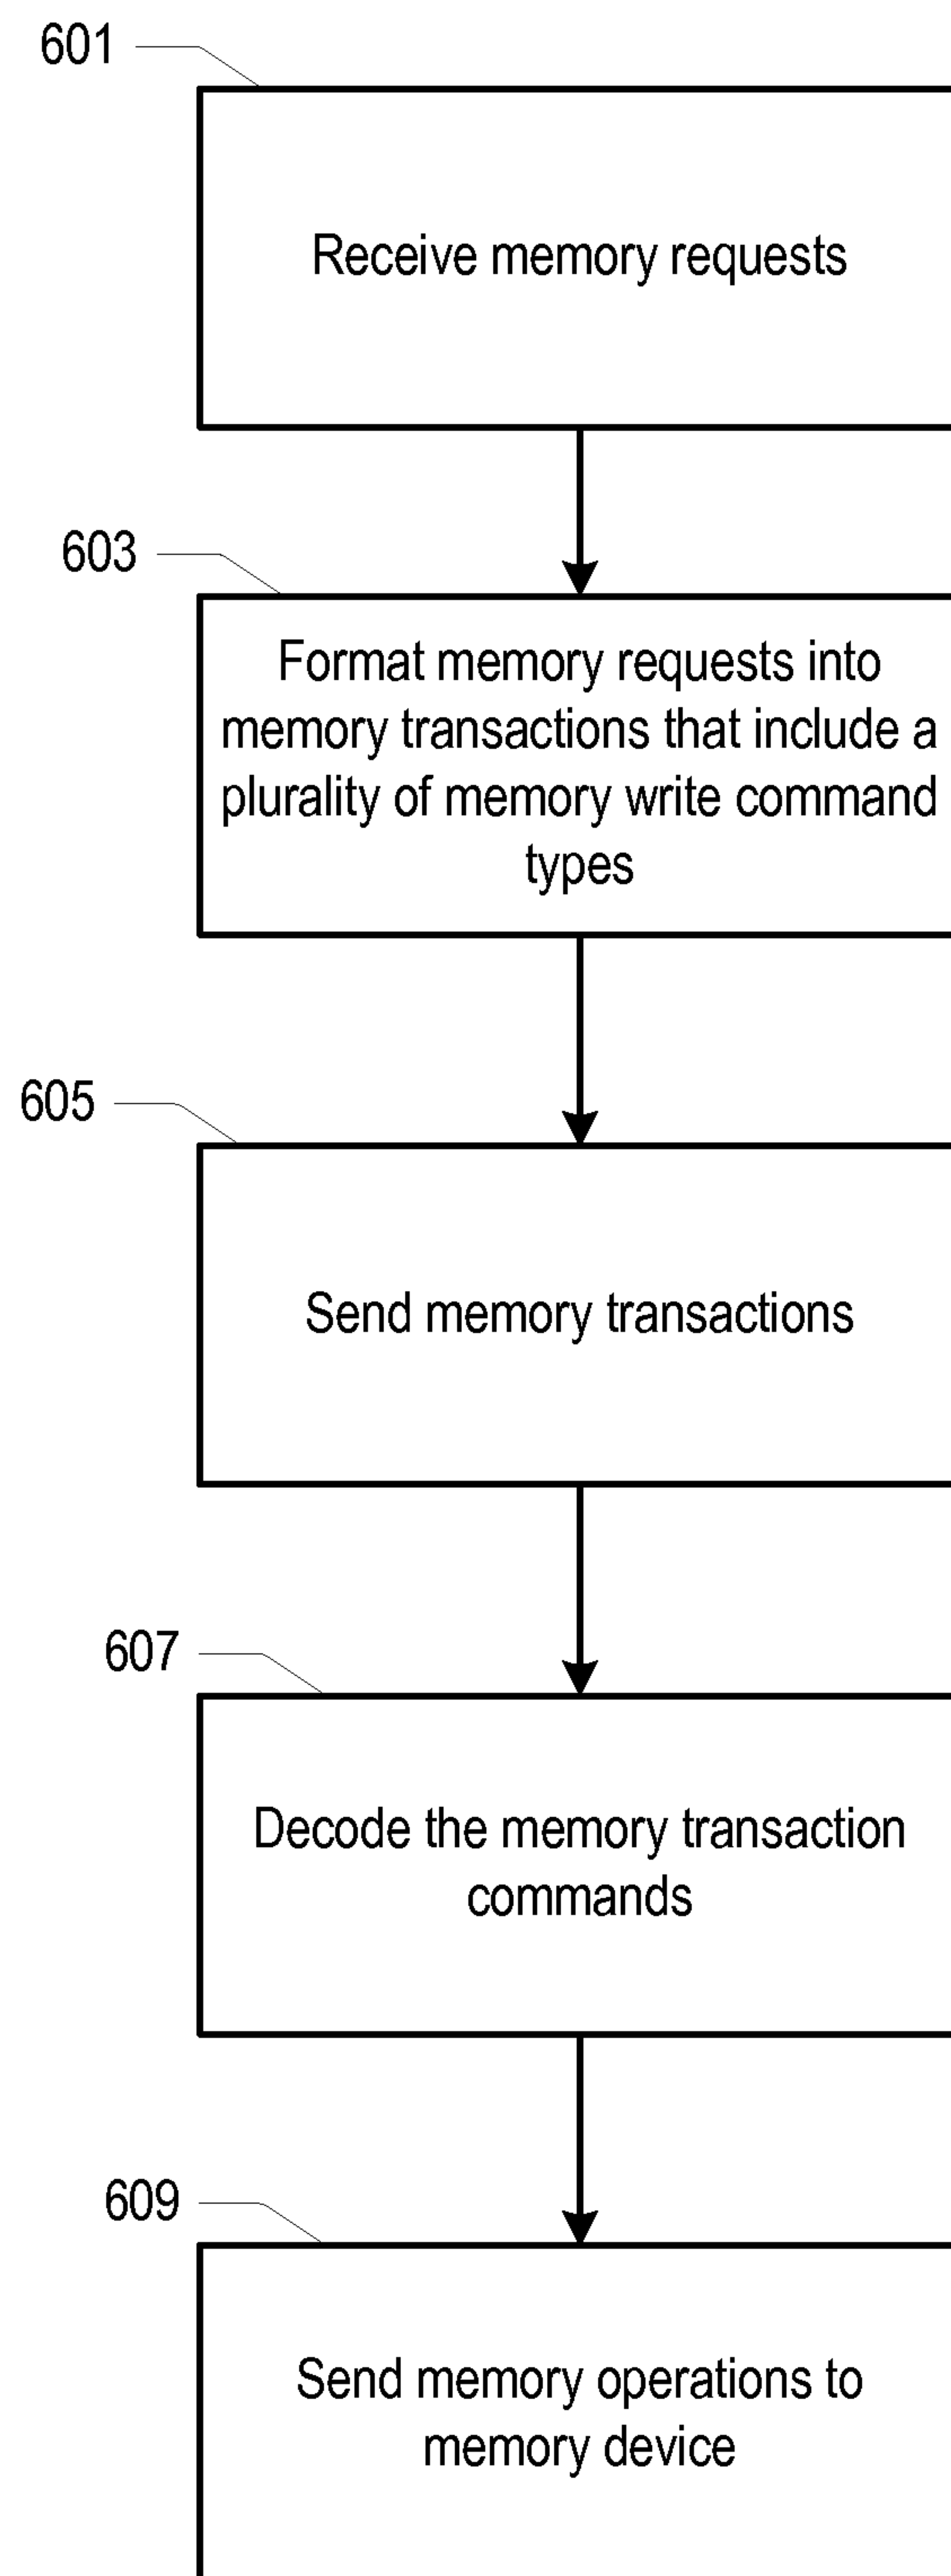 601
Receive memory requests
603
Format memory requests into
memory transactions that include a
plurality of memory write command
types
605
Send memory transactions
607
Decode the memory transaction
commands
609
Send memory operations to
memory device